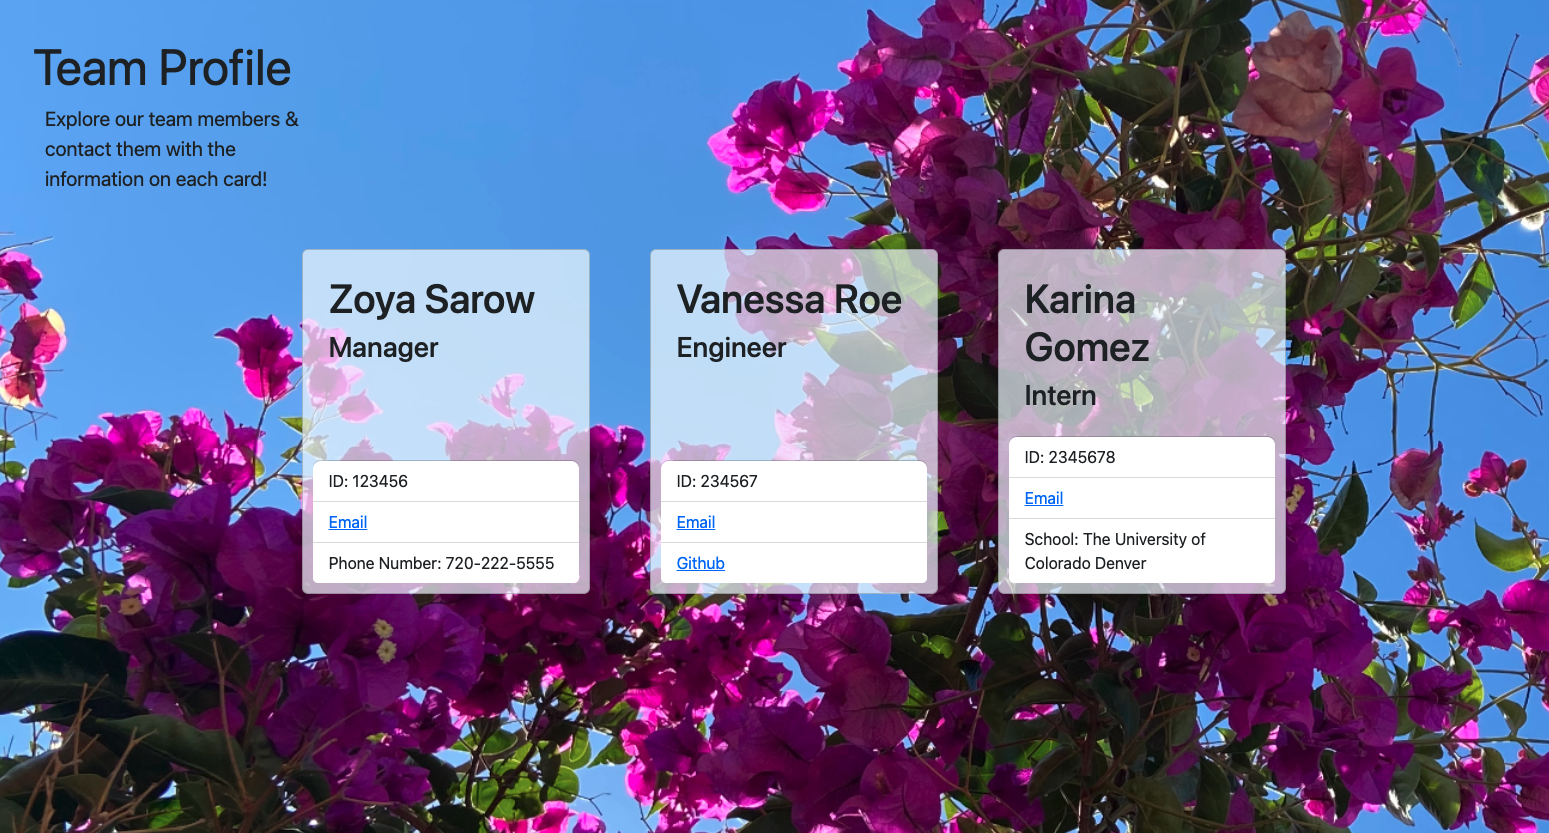 Team Profile
Explore our team members &
contact them with the
information on each card!
Zoya Sarow
Manager
ID: 123456
Email
Phone Number: 720-222-5555
Vanessa Roe
Engineer
ID: 234567
Email
Github
Karina
Gomez
Intern
ID: 2345678
Email
School: The University of
Colorado Denver